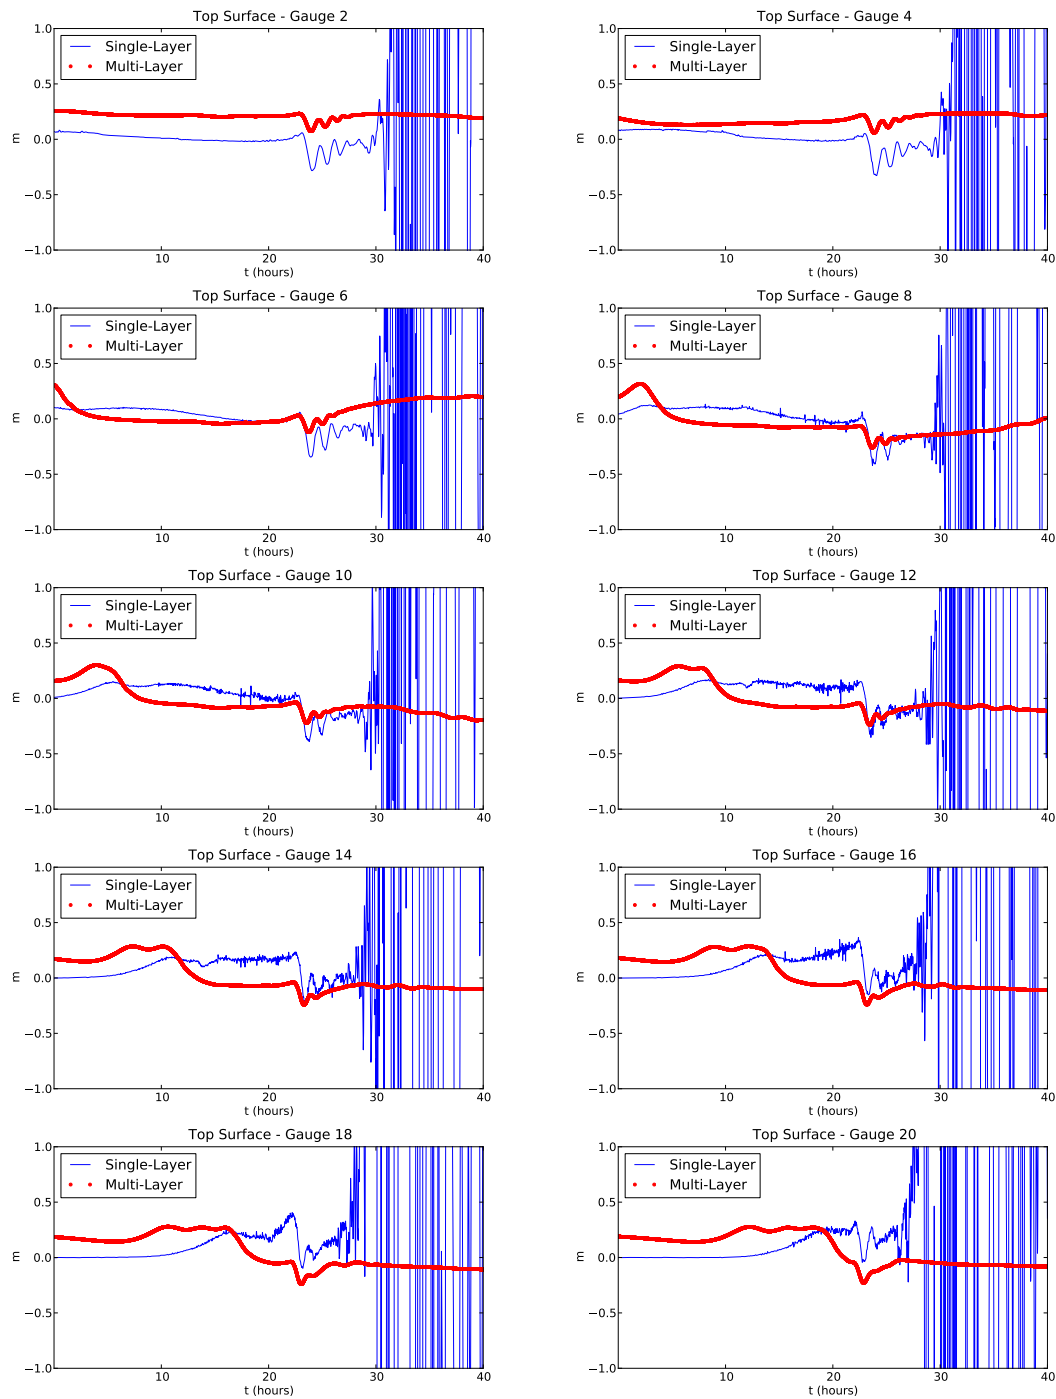 Top Surface - Gauge 2
Single-Layer
Multi-Layer
1.0
0.5
0.0
−0.5
−1.0
m
0 10 20 30 40
t (hours)
Top Surface - Gauge 4
Single-Layer
Multi-Layer
1.0
0.5
0.0
−0.5
−1.0
m
0 10 20 30 40
t (hours)
Top Surface - Gauge 6
Single-Layer
Multi-Layer
1.0
0.5
0.0
−0.5
−1.0
m
0 10 20 30 40
t (hours)
Top Surface - Gauge 8
Single-Layer
Multi-Layer
1.0
0.5
0.0
−0.5
−1.0
m
0 10 20 30 40
t (hours)
Top Surface - Gauge 10
Single-Layer
Multi-Layer
1.0
0.5
0.0
−0.5
−1.0
m
0 10 20 30 40
t (hours)
Top Surface - Gauge 12
Single-Layer
Multi-Layer
1.0
0.5
0.0
−0.5
−1.0
m
0 10 20 30 40
t (hours)
Top Surface - Gauge 14
Single-Layer
Multi-Layer
1.0
0.5
0.0
−0.5
−1.0
m
0 10 20 30 40
t (hours)
Top Surface - Gauge 16
Single-Layer
Multi-Layer
1.0
0.5
0.0
−0.5
−1.0
m
0 10 20 30 40
t (hours)
Top Surface - Gauge 18
Single-Layer
Multi-Layer
1.0
0.5
0.0
−0.5
−1.0
m
0 10 20 30 40
t (hours)
Top Surface - Gauge 20
Single-Layer
Multi-Layer
1.0
0.5
0.0
−0.5
−1.0
m
0 10 20 30 40
t (hours)